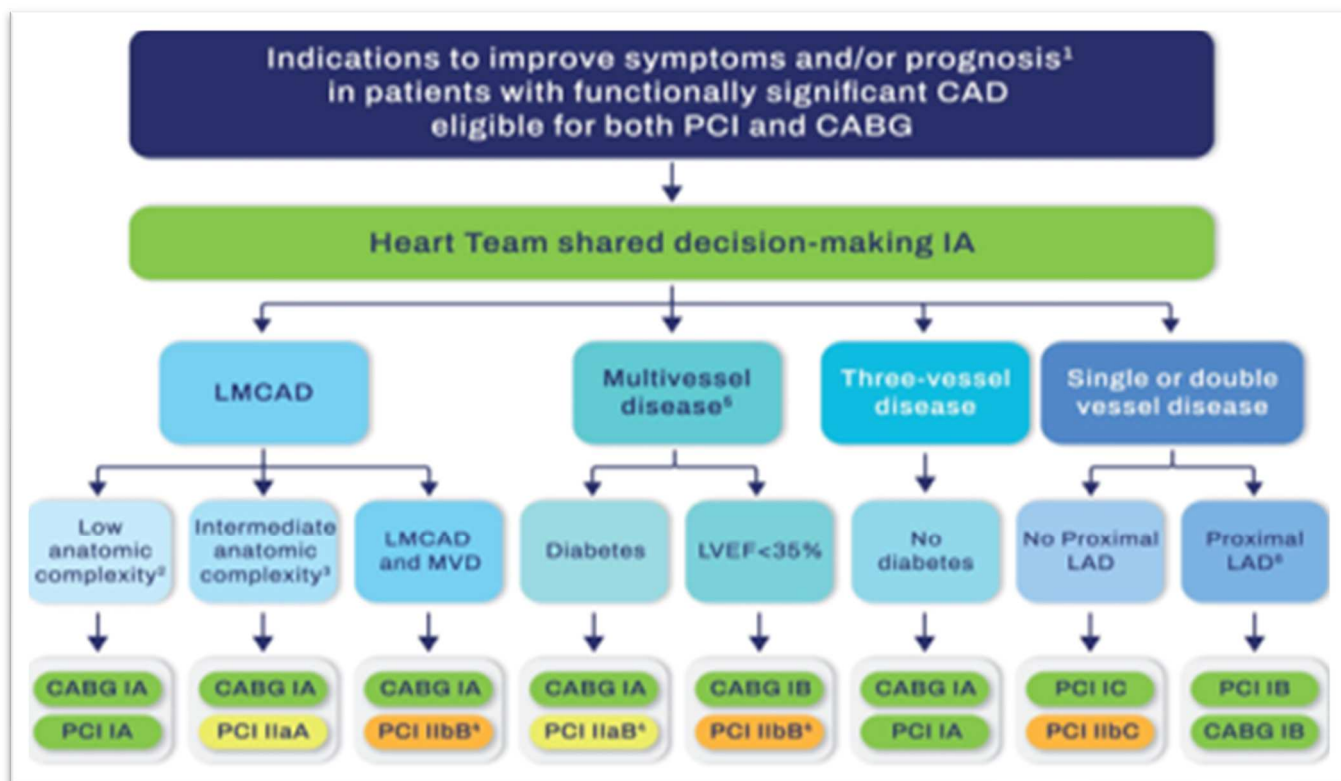 Indications to improve symptoms and/or prognosis¹
in patients with functionally significant CAD
eligible for both PCI and CABG
Heart Team shared decision-making IA
LMCAD
Multivessel
disease⁵
Three-vessel
disease
Single or double
vessel disease
Low
anatomic
complexity²
Intermediate
anatomic
complexity³
LMCAD
and MVD
Diabetes
LVEF<35%
No
diabetes
No Proximal
LAD
Proximal
LAD⁶
CABG IA
PCI IA
CABG IA
PCI IIaA
CABG IA
PCI IIbB⁴
CABG IA
PCI IIaB⁴
CABG IB
PCI IIbB⁴
CABG IA
PCI IA
PCI IC
PCI IIbC
PCI IB
CABG IB